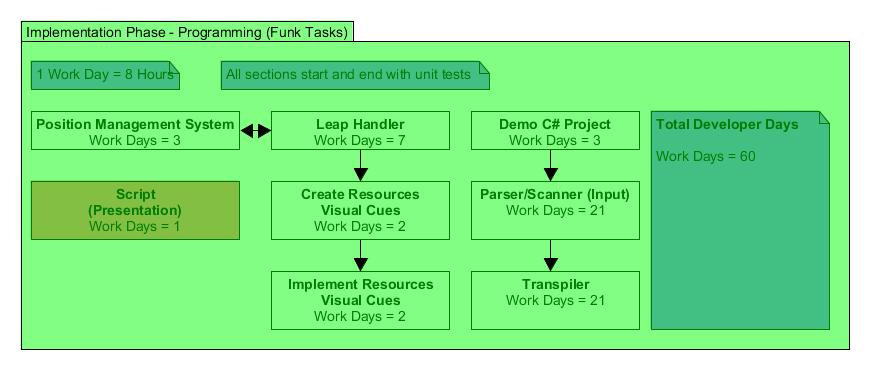 Implementation Phase - Programming (Funk Tasks)
1 Work Day = 8 Hours
All sections start and end with unit tests
Position Management System
Work Days = 3
Leap Handler
Work Days = 7
Demo C# Project
Work Days = 3
Total Developer Days
Work Days = 60
Script
(Presentation)
Work Days = 1
Create Resources
Visual Cues
Work Days = 2
Parser/Scanner (Input)
Work Days = 21
Implement Resources
Visual Cues
Work Days = 2
Transpiler
Work Days = 21